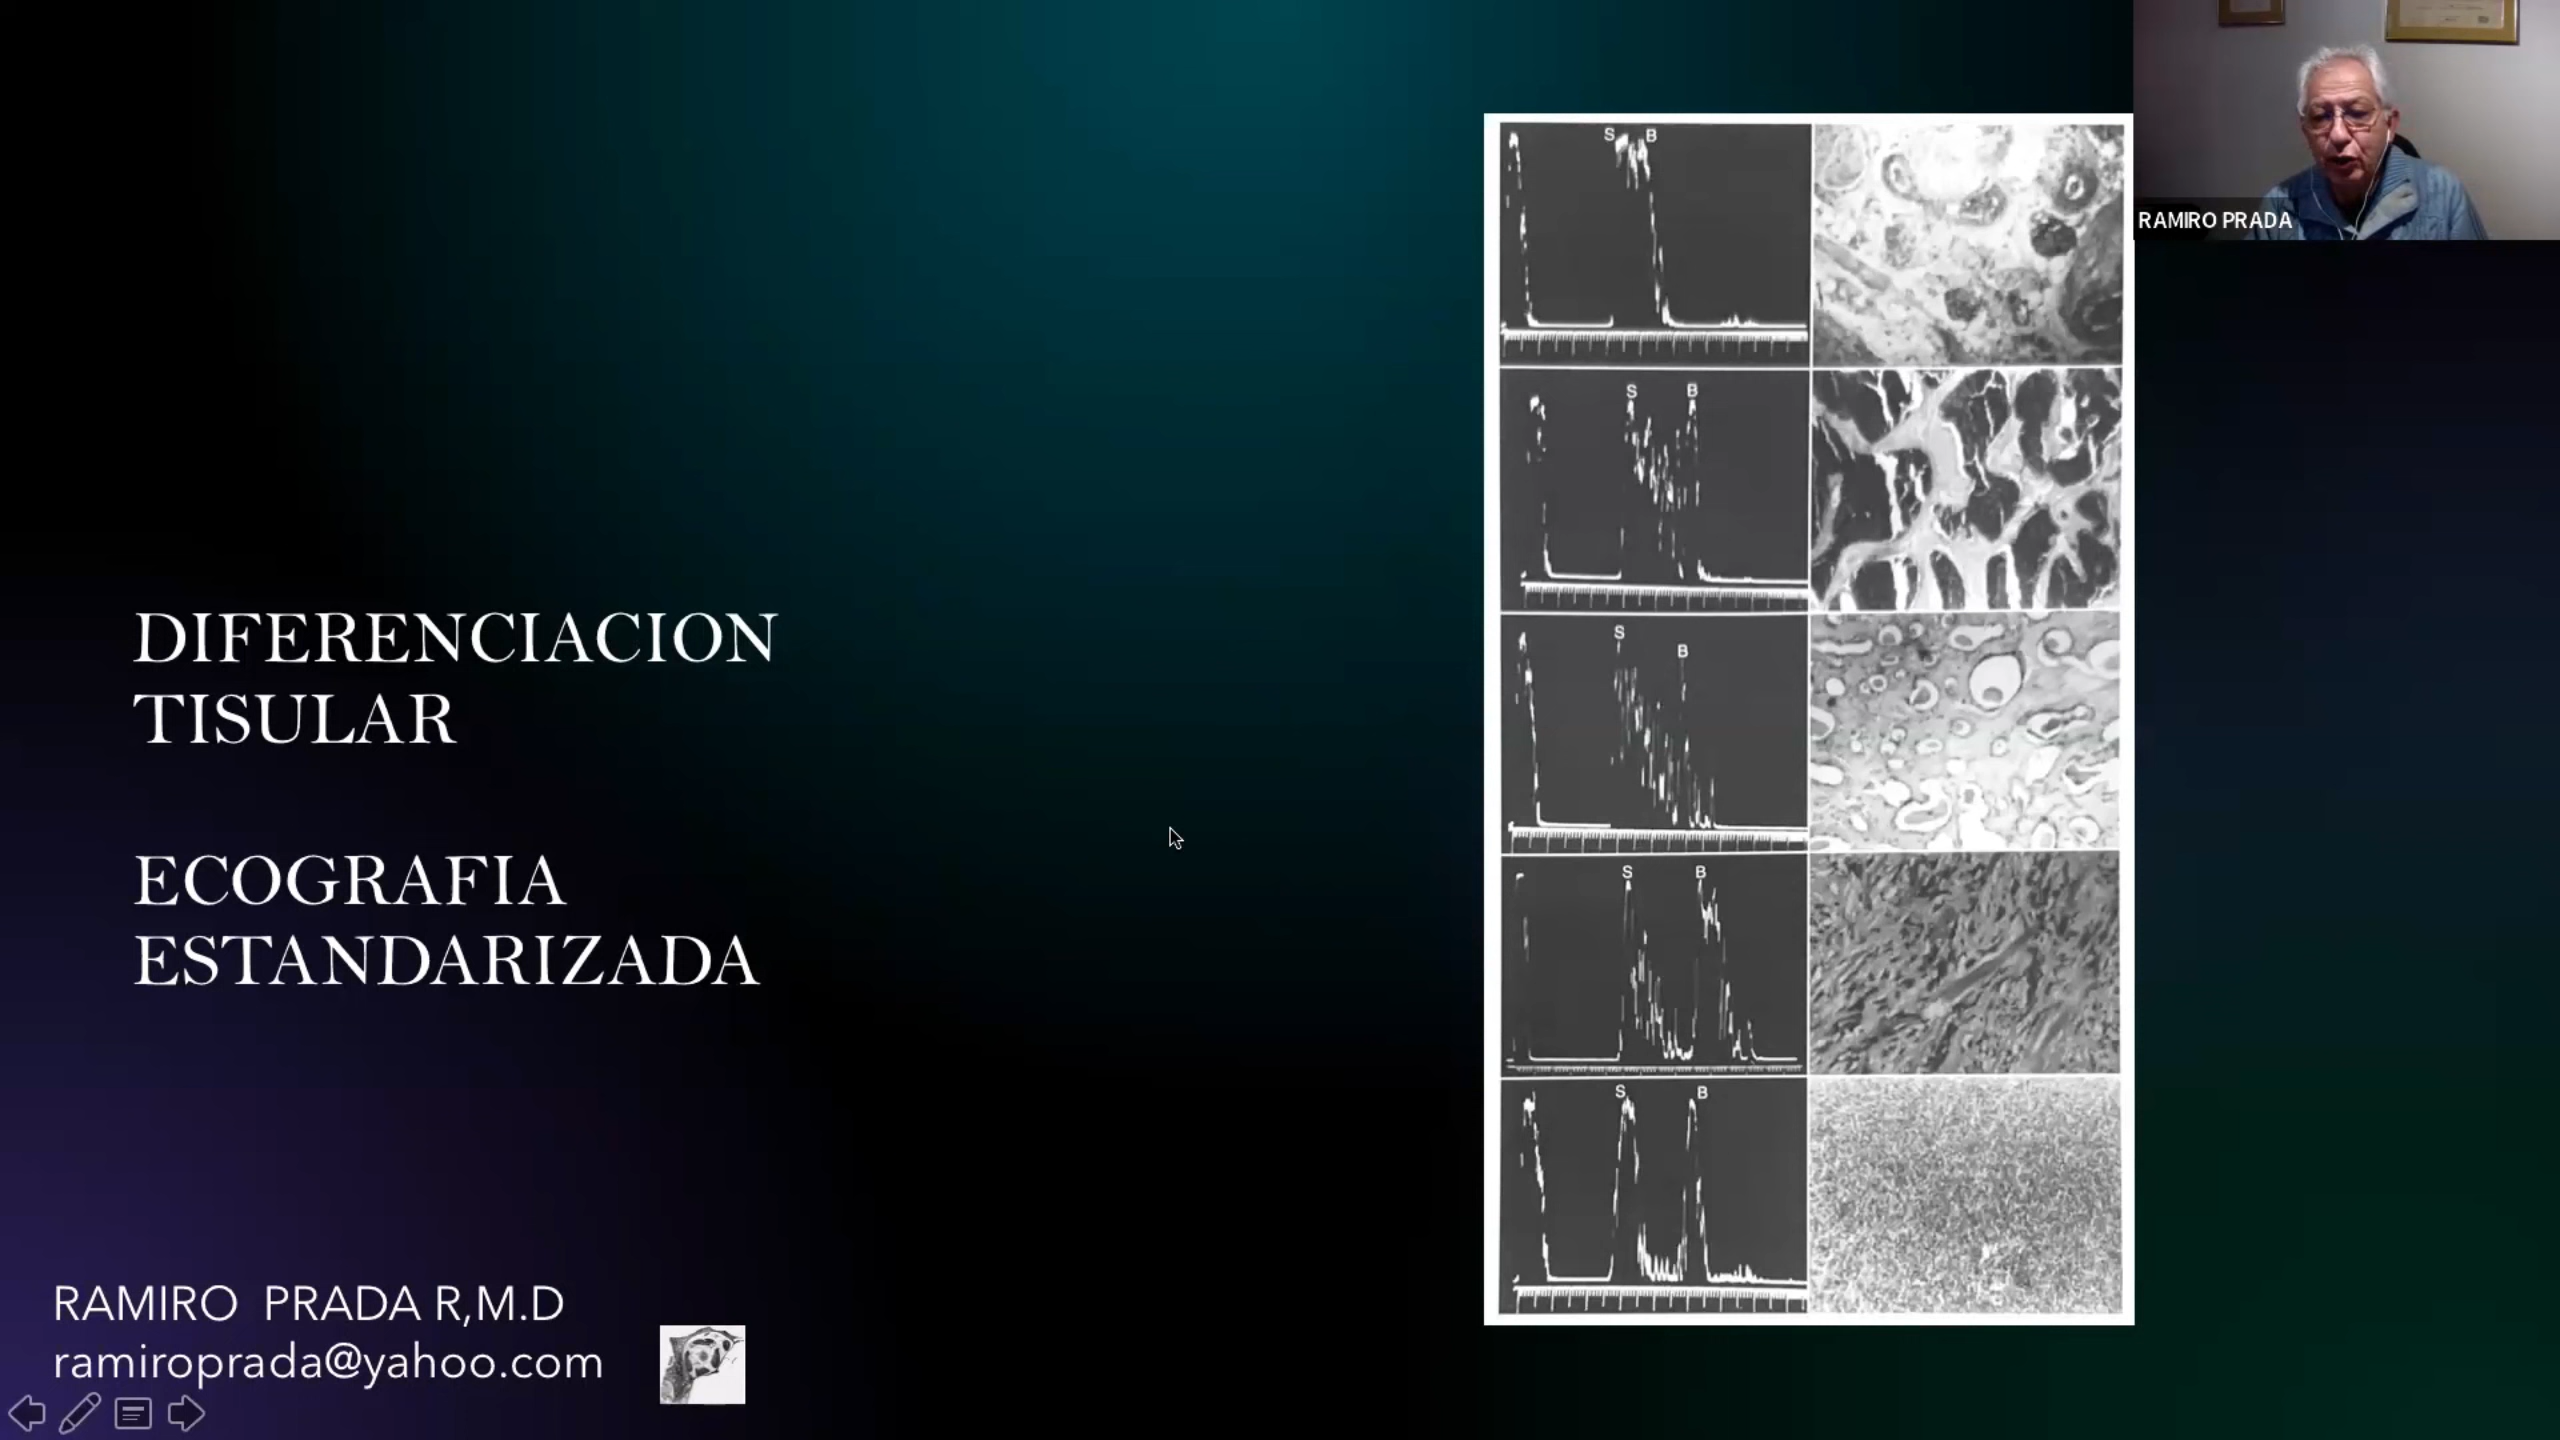 DIFERENCIACION
TISULAR
ECOGRAFIA
ESTANDARIZADA
RAMIRO PRADA R,M.D
ramiroprada@yahoo.com
S B
S B
S
B
S B
S B
RAMIRO PRADA